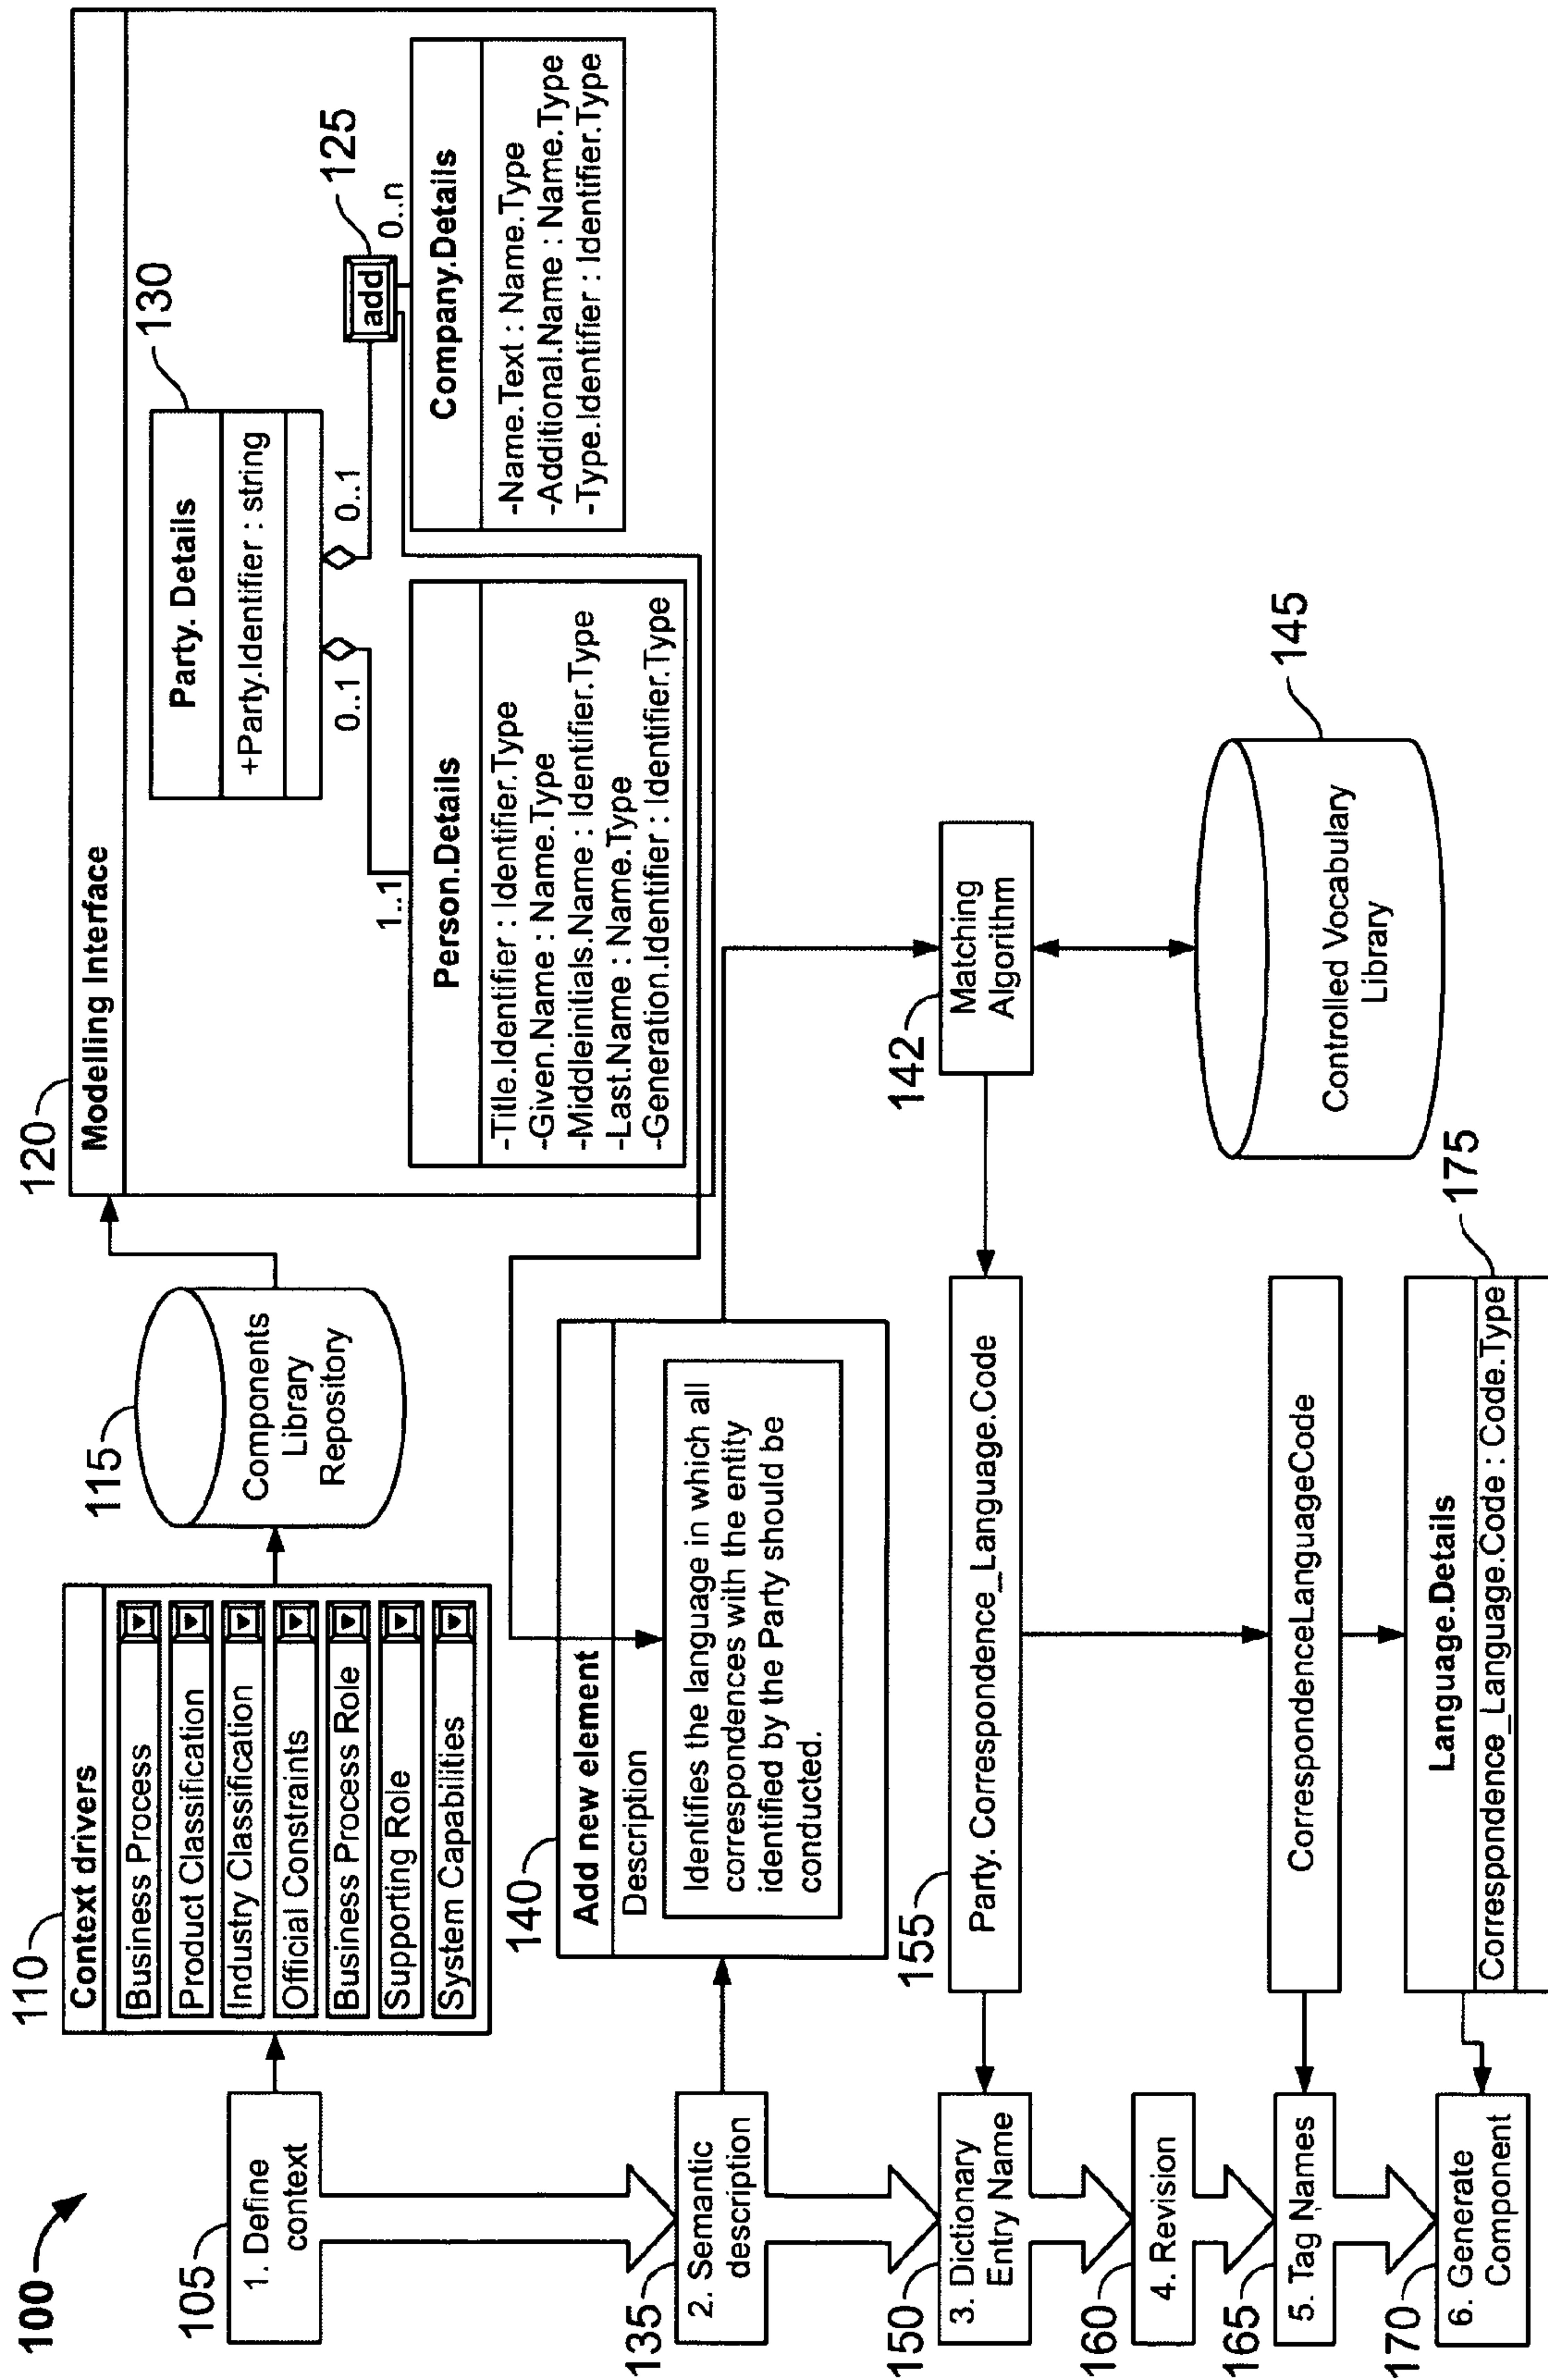 100
105
1. Define
context
110
Context drivers
Business Process
Product Classification
Industry Classification
Official Constraints
Business Process Role
Supporting Role
System Capabilities
115
Components
Library
Repository
120
Modelling Interface
130
Party. Details
+Party.Identifier : string
0..1
0..1
1..1
125
add
0..n
Person.Details
-Title.Identifier : Identifier.Type
-Given.Name : Name.Type
-Middleinitials.Name : Identifier.Type
-Last.Name : Name.Type
-Generation.Identifier : Identifier.Type
Company.Details
-Name.Text : Name.Type
-Additional.Name : Name.Type
-Type.Identifier : Identifier.Type
135
2. Semantic
description
140
Add new element
Description
Identifies the language in which all
correspondences with the entity
identified by the Party should be
conducted.
142
Matching
Algorithm
145
Controlled Vocabulary
Library
150
3. Dictionary
Entry Name
155
Party. Correspondence_Language.Code
160
4. Revision
165
5. Tag Names
CorrespondenceLanguageCode
170
6. Generate
Component
175
Language.Details
Correspondence_Language.Code : Code.Type